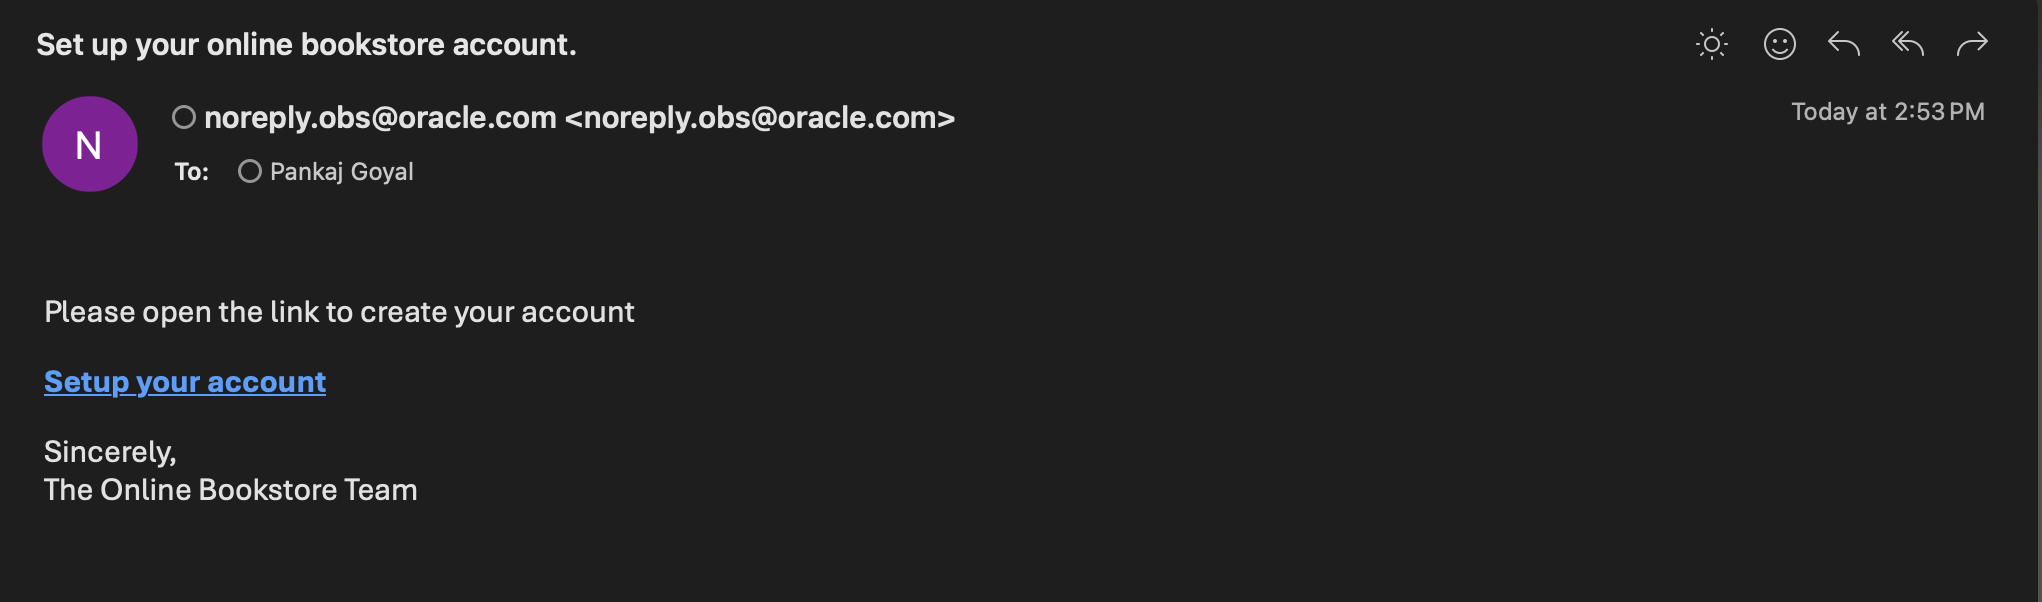 Set up your online bookstore account.
N
noreply.obs@oracle.com <noreply.obs@oracle.com>
Today at 2:53 PM
To: Pankaj Goyal
Please open the link to create your account
Setup your account
Sincerely,
The Online Bookstore Team